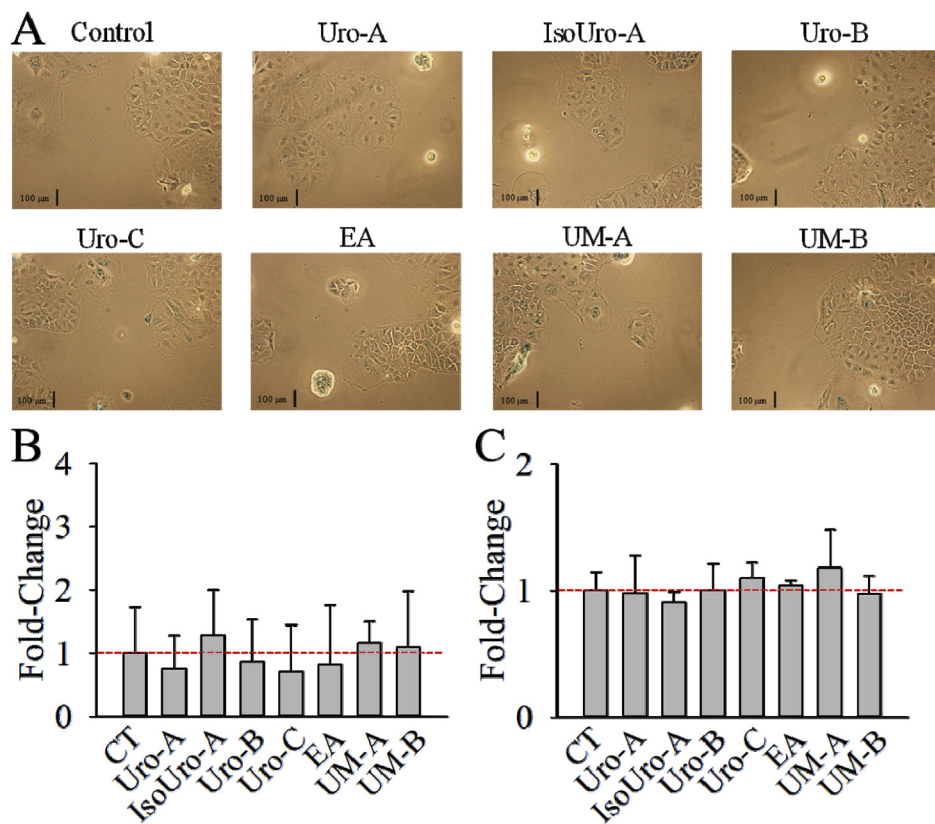 A
Control
Uro-A
IsoUro-A
Uro-B
100 μm
100 μm
100 μm
100 μm
Uro-C
EA
UM-A
UM-B
100 μm
100 μm
100 μm
100 μm
B
Fold-Change
4
3
2
1
0
CT
Uro-A
IsoUro-A
Uro-B
Uro-C
EA
UM-A
UM-B
C
Fold-Change
2
1
0
CT
Uro-A
IsoUro-A
Uro-B
Uro-C
EA
UM-A
UM-B